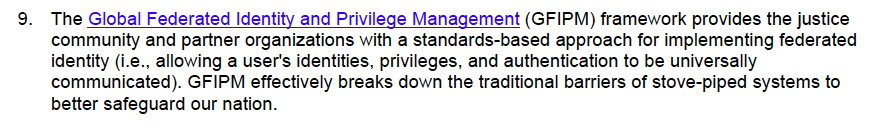 9. The Global Federated Identity and Privilege Management (GFIPM) framework provides the justice
community and partner organizations with a standards-based approach for implementing federated
identity (i.e., allowing a user's identities, privileges, and authentication to be universally
communicated). GFIPM effectively breaks down the traditional barriers of stove-piped systems to
better safeguard our nation.